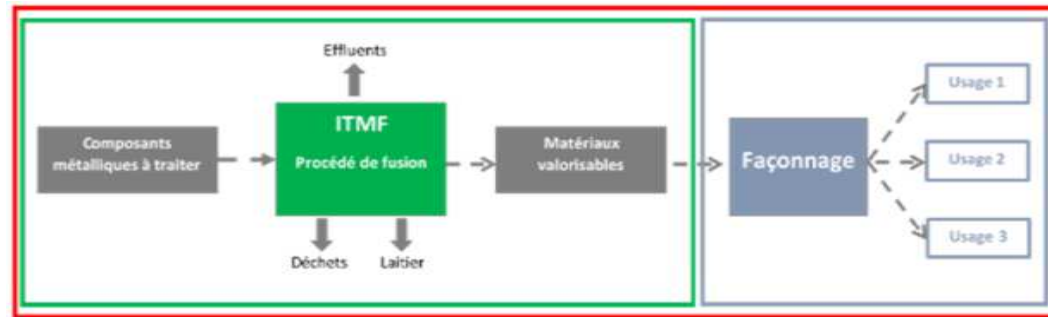 Effluents
Composants
métalliques à traiter
ITMF
Procédé de fusion
Matériaux
valorisables
Façonnage
Usage 1
Usage 2
Usage 3
Déchets
Laitier